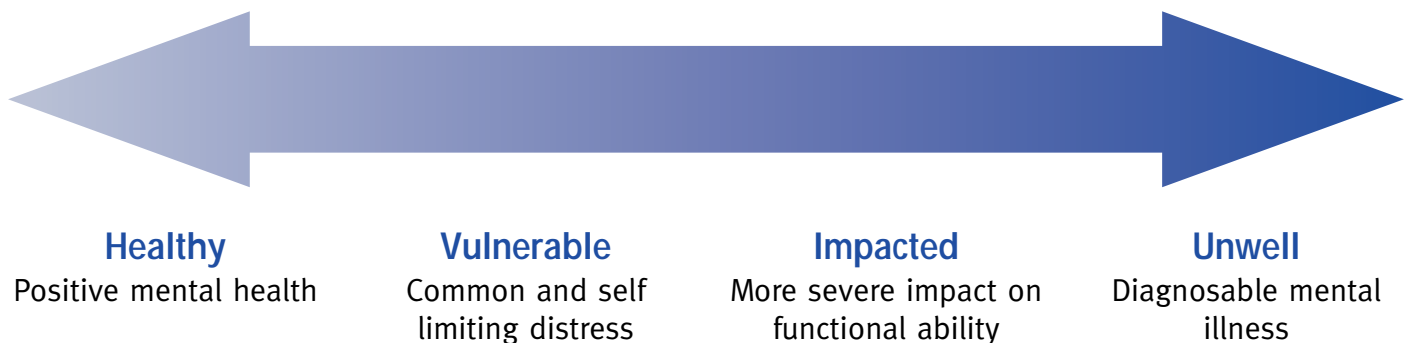 Healthy
Positive mental health
Vulnerable
Common and self
limiting distress
Impacted
More severe impact on
functional ability
Unwell
Diagnosable mental
illness